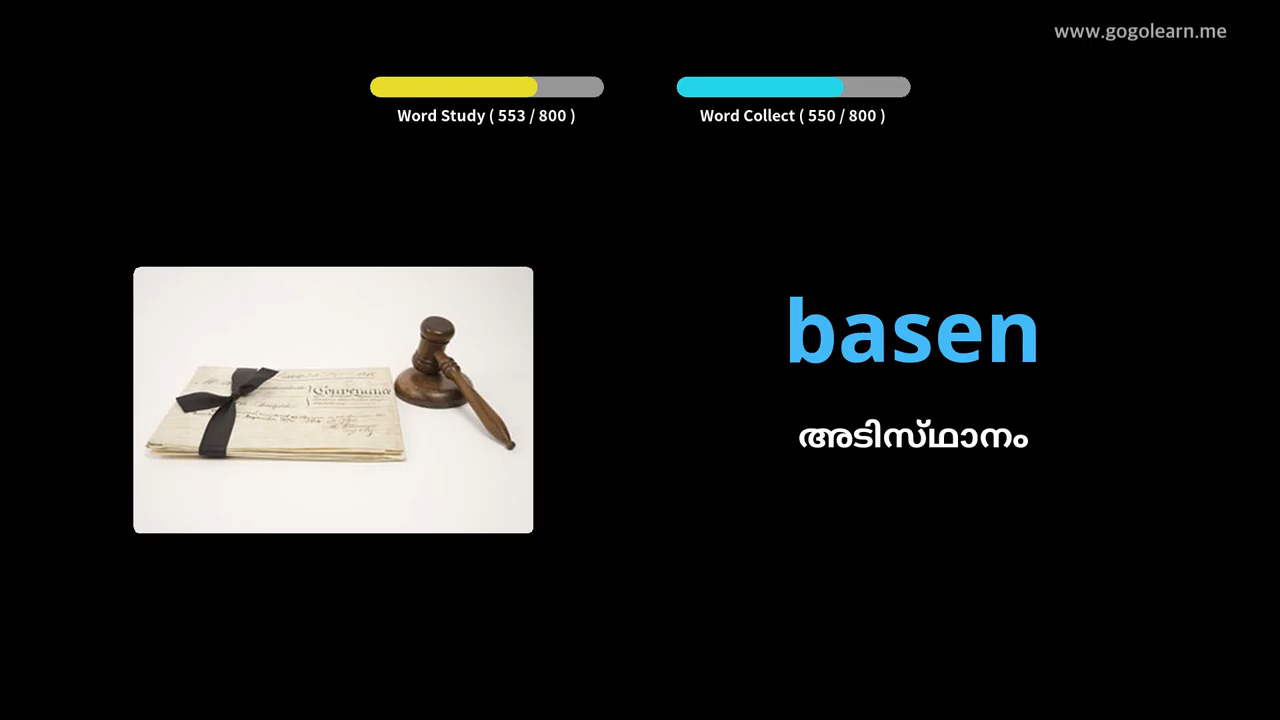 www.gogolearn.me
Word Study ( 553 / 800 )
Word Collect ( 550 / 800 )
basen
അടിസ്ഥാനം